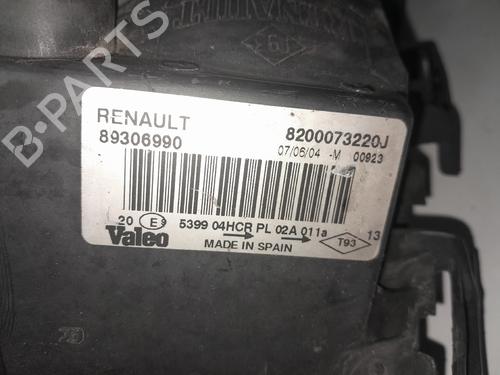 RENAULT
89306990
8200073220J
07/06/04 -M 00923
20 E9 5399 04HCR PL 02A 011a
13
Valeo
MADE IN SPAIN
T93
B-PARTS